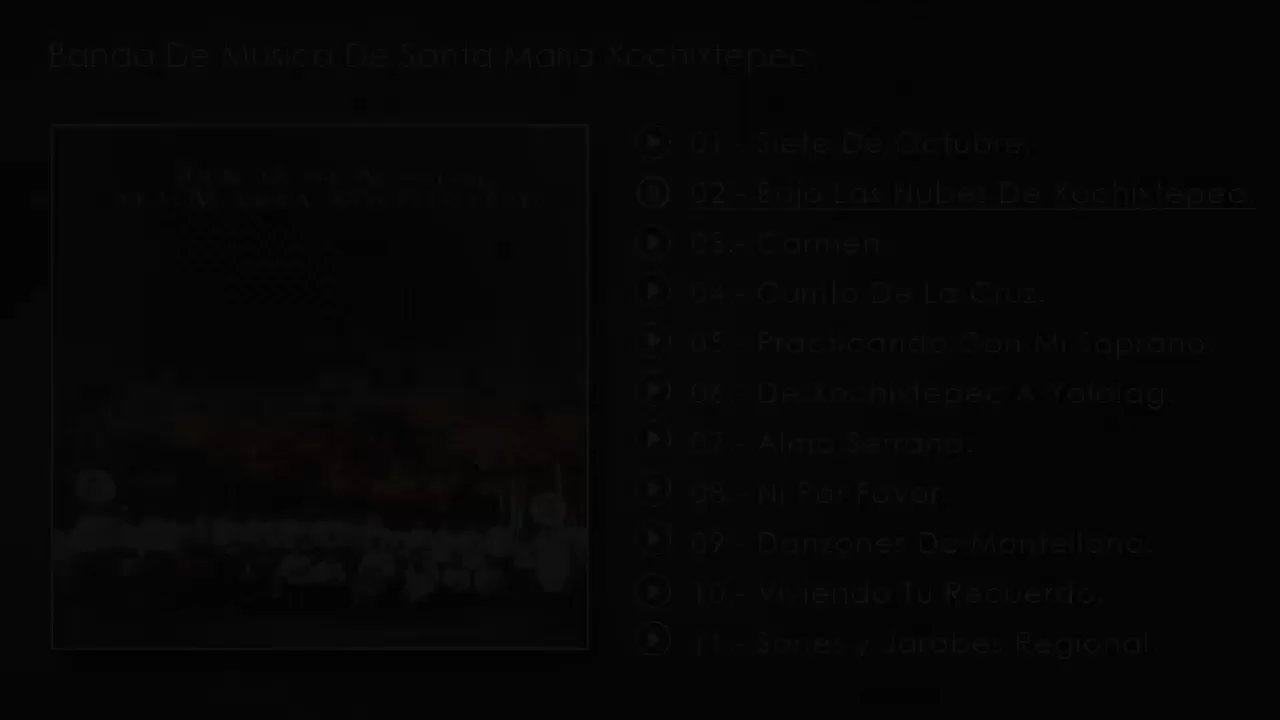 Banda De Musica De Santa Maria Xochixtepec.
01.- Siete De Octubre.
02.- Bajo Las Nubes De Xochixtepec.
03.- Carmen
04.- Cumita De La Cruz.
05.- Practicando Con Mi Soprano.
06.- De Xochixtepec A Yalalag
07.- Alma Serrana.
08.- Ni Por Favor
09.- Danzones De Montellano.
10.- Viviendo Tu Recuerdo.
11.- Sones y Jarabes Regional.